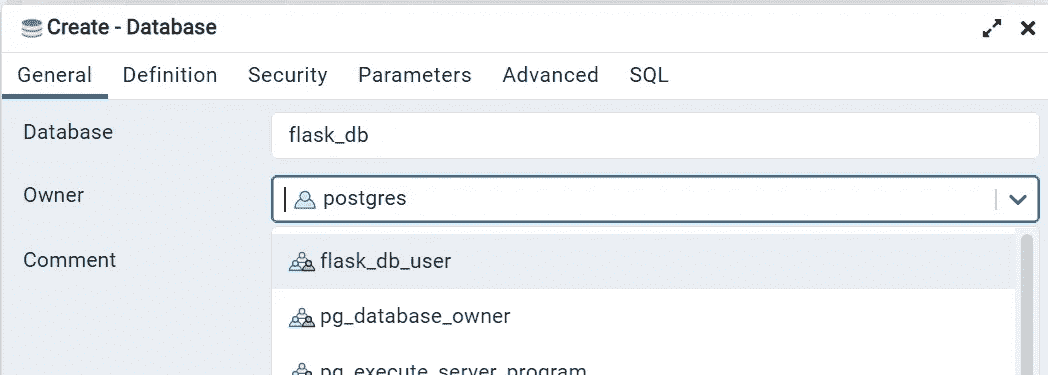 Create - Database
General Definition Security Parameters Advanced SQL
Database flask_db
Owner postgres
Comment flask_db_user
pg_database_owner
pg_execute_server_program